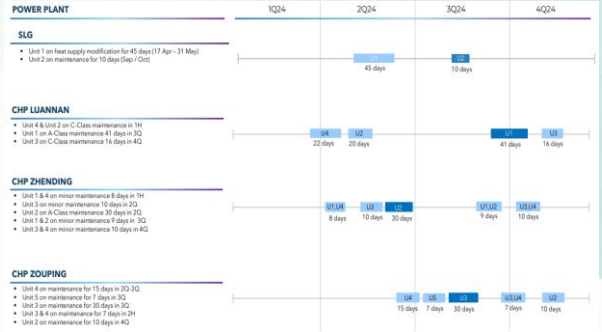 POWER PLANT 1Q24 2Q24 3Q24 4Q24
SLG
• Unit 1 on heat supply modification for 45 days (17 Apr - 31 May)
• Unit 2 on maintenance for 10 days (Sep / Oct)
U1 U2
45 days 10 days
CHP LUANNAN
• Unit 4 & Unit 2 on C-Class maintenance in 1H
• Unit 1 on A-Class maintenance 41 days in 3Q
• Unit 3 on C-Class maintenance 16 days in 4Q
U4 U2 U1 U3
22 days 20 days 41 days 16 days
CHP ZHENDING
• Unit 1 & 4 on minor maintenance 8 days in 1H
• Unit 3 on minor maintenance 10 days in 2Q
• Unit 2 on A-Class maintenance 30 days in 2Q
• Unit 1 & 2 on minor maintenance 9 days in 3Q
• Unit 3 & 4 on minor maintenance 10 days in 4Q
U1,U4 U3 U2 U1,U2 U3,U4
8 days 10 days 30 days 9 days 10 days
CHP ZOUPING
• Unit 4 on maintenance for 15 days in 2Q-3Q
• Unit 5 on maintenance for 7 days in 3Q
• Unit 3 on maintenance for 30 days in 3Q
• Unit 3 & 4 on maintenance for 7 days in 2H
• Unit 2 on maintenance for 10 days in 4Q
U4 U5 U3 U3,U4 U2
15 days 7 days 30 days 7 days 10 days